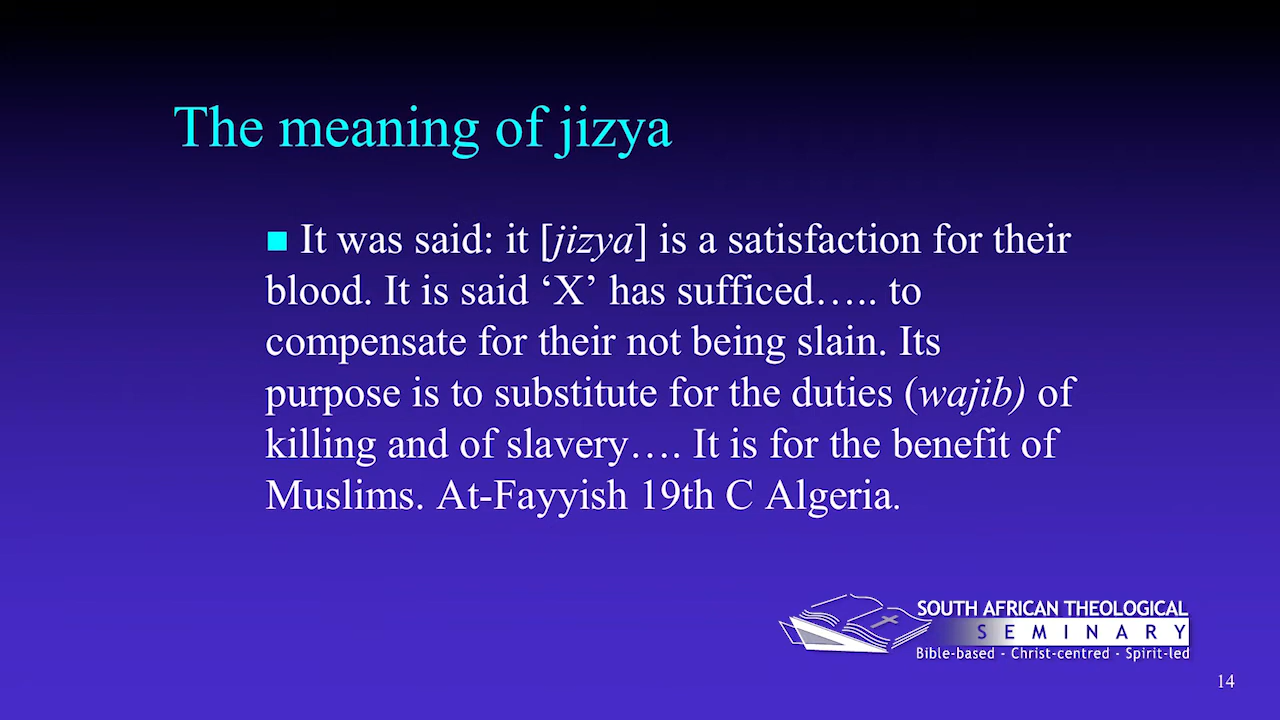 The meaning of jizya
It was said: it [jizya] is a satisfaction for their
blood. It is said ‘X’ has sufficed….. to
compensate for their not being slain. Its
purpose is to substitute for the duties (wajib) of
killing and of slavery…. It is for the benefit of
Muslims. At-Fayyish 19th C Algeria.
SOUTH AFRICAN THEOLOGICAL
SEMINARY
Bible-based - Christ-centred - Spirit-led
14